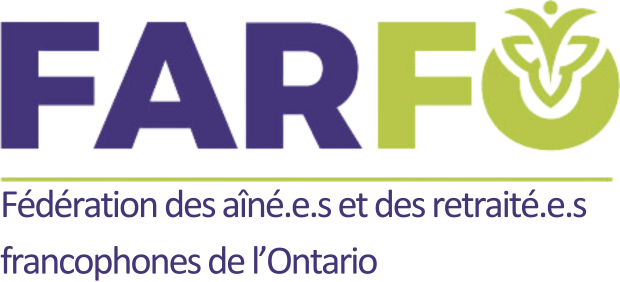 FARFO
Fédération des aîné.e.s et des retraité.e.s
francophones de l’Ontario